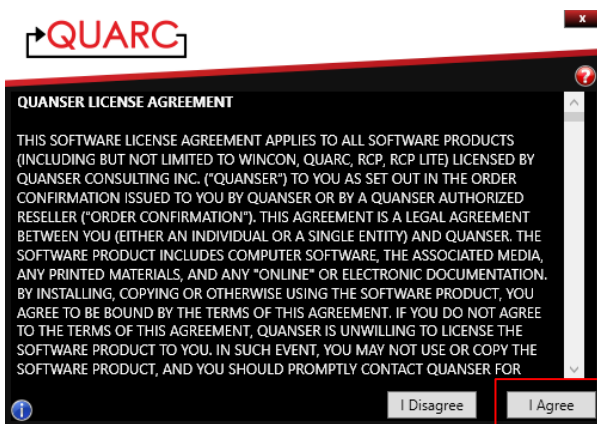 QUARC
x
?
QUANSER LICENSE AGREEMENT
THIS SOFTWARE LICENSE AGREEMENT APPLIES TO ALL SOFTWARE PRODUCTS
(INCLUDING BUT NOT LIMITED TO WINCON, QUARC, RCP, RCP LITE) LICENSED BY
QUANSER CONSULTING INC. ("QUANSER") TO YOU AS SET OUT IN THE ORDER
CONFIRMATION ISSUED TO YOU BY QUANSER OR BY A QUANSER AUTHORIZED
RESELLER ("ORDER CONFIRMATION"). THIS AGREEMENT IS A LEGAL AGREEMENT
BETWEEN YOU (EITHER AN INDIVIDUAL OR A SINGLE ENTITY) AND QUANSER. THE
SOFTWARE PRODUCT INCLUDES COMPUTER SOFTWARE, THE ASSOCIATED MEDIA,
ANY PRINTED MATERIALS, AND ANY "ONLINE" OR ELECTRONIC DOCUMENTATION.
BY INSTALLING, COPYING OR OTHERWISE USING THE SOFTWARE PRODUCT, YOU
AGREE TO BE BOUND BY THE TERMS OF THIS AGREEMENT. IF YOU DO NOT AGREE
TO THE TERMS OF THIS AGREEMENT, QUANSER IS UNWILLING TO LICENSE THE
SOFTWARE PRODUCT TO YOU. IN SUCH EVENT, YOU MAY NOT USE OR COPY THE
SOFTWARE PRODUCT, AND YOU SHOULD PROMPTLY CONTACT QUANSER FOR
i
I Disagree
I Agree